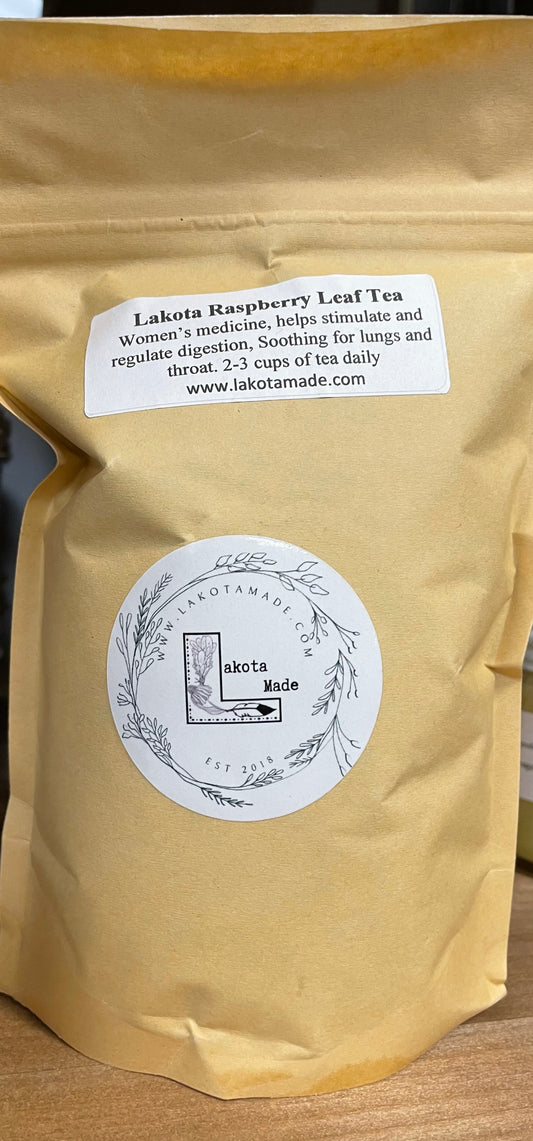 Lakota Raspberry Leaf Tea
Women's medicine, helps stimulate and
regulate digestion, Soothing for lungs and
throat. 2-3 cups of tea daily
www.lakotamade.com
WWW.LAKOTAMADE.COM
Lakota
Made
EST 2018